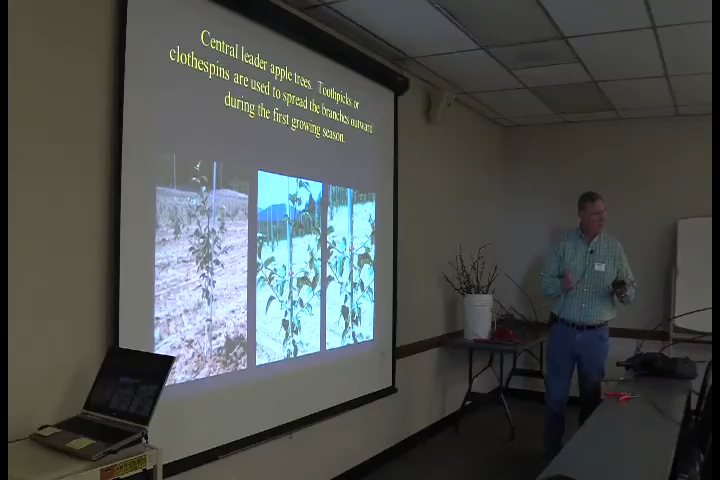 Central leader apple trees. Toothpicks or
clothespins are used to spread the branches outward
during the first growing season.